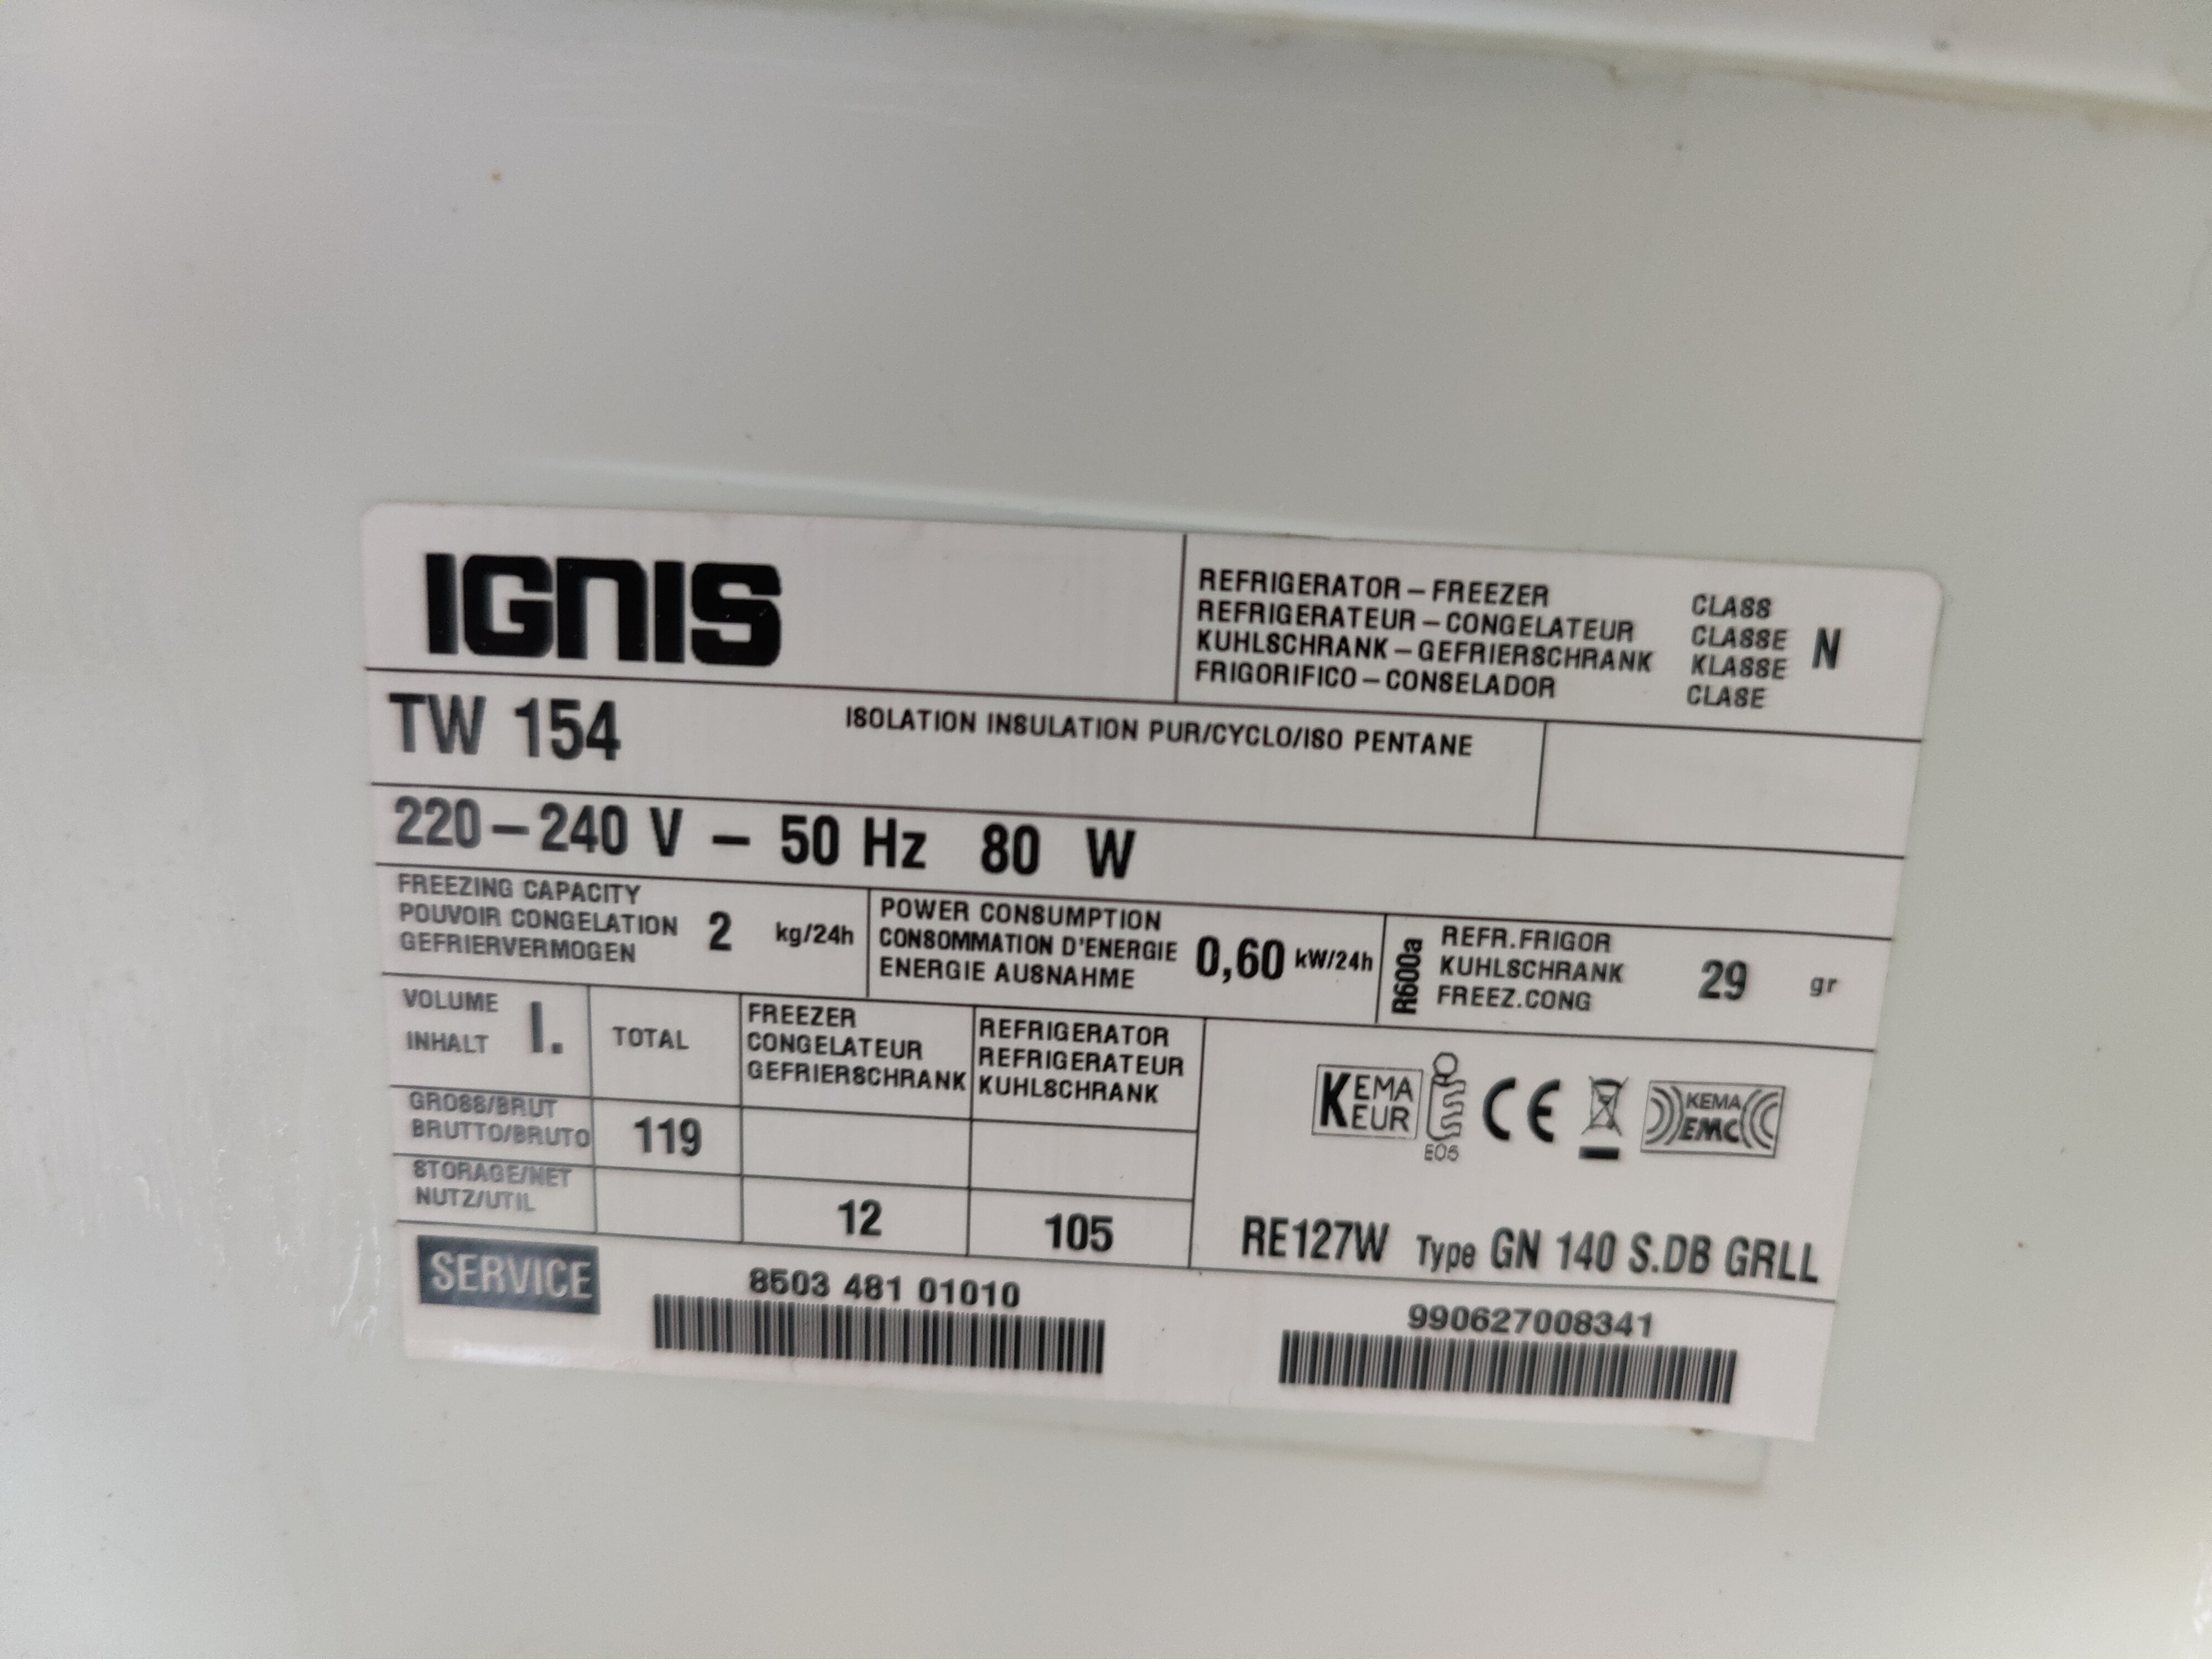 IGNIS
REFRIGERATOR – FREEZER CLASS
REFRIGERATEUR – CONGELATEUR CLASSE N
KUHLSCHRANK – GEFRIERSCHRANK KLASSE
FRIGORIFICO – CONSELADOR CLASE
TW 154 ISOLATION INSULATION PUR/CYCLO/ISO PENTANE
220 – 240 V – 50 Hz 80 W
FREEZING CAPACITY
POUVOIR CONGELATION 2 kg/24h
GEFRIERVERMOGEN
POWER CONSUMPTION
CONSOMMATION D'ENERGIE 0,60 kW/24h
ENERGIE AUSNAHME
R600a
REFR.FRIGOR
KUHLSCHRANK 29 gr
FREEZ.CONG
VOLUME
INHALT l.
TOTAL
FREEZER
CONGELATEUR
GEFRIERSCHRANK
REFRIGERATOR
REFRIGERATEUR
KUHLSCHRANK
GROSS/BRUT
BRUTTO/BRUTO 119
STORAGE/NET
NUTZ/UTIL 12 105
KEMA
KEUR
E05
CE
KEMA
EMC
RE127W Type GN 140 S.DB GRLL
SERVICE
8503 481 01010
990627008341